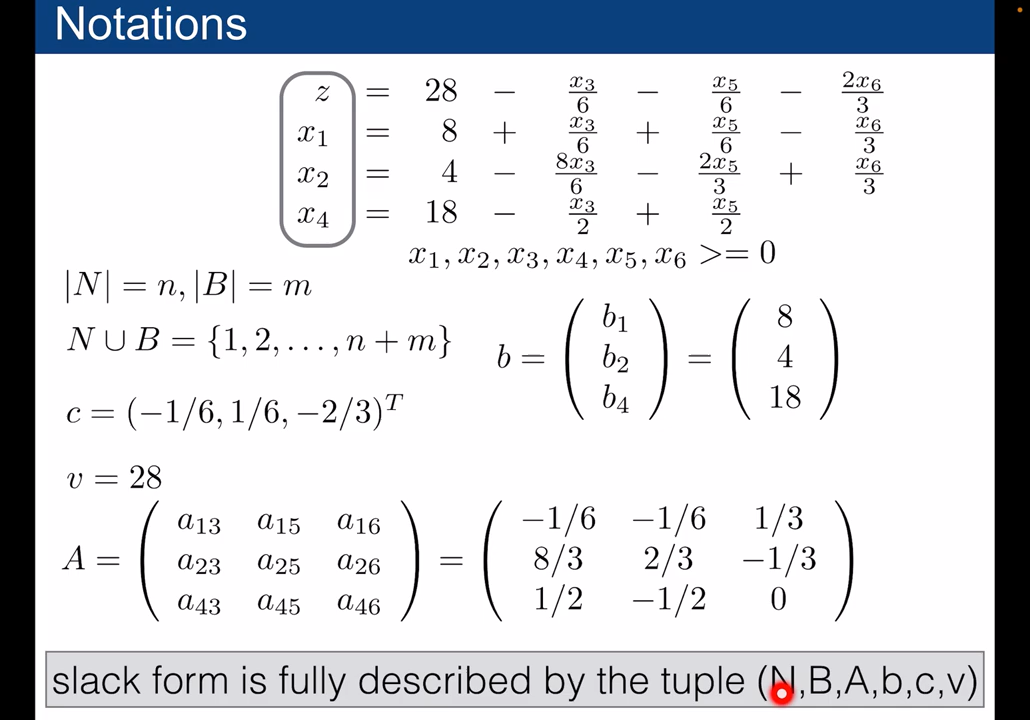 Notations
z = 28 − x₃/6 − x₅/6 − 2x₆/3
x₁ = 8 + x₃/6 + x₅/6 − x₆/3
x₂ = 4 − 8x₃/6 − 2x₅/3 + x₆/3
x₄ = 18 − x₃/2 + x₅/2
x₁, x₂, x₃, x₄, x₅, x₆ >= 0
|N| = n, |B| = m
N ∪ B = {1, 2, . . . , n + m}
b = ( b₁ b₂ b₄ ) = ( 8 4 18 )
c = (−1/6, 1/6, −2/3)ᵀ
v = 28
A = ( a₁₃ a₁₅ a₁₆ ) = ( −1/6 −1/6 1/3 )
a₂₃ a₂₅ a₂₆ 8/3 2/3 −1/3
a₄₃ a₄₅ a₄₆ 1/2 −1/2 0
slack form is fully described by the tuple (N,B,A,b,c,v)